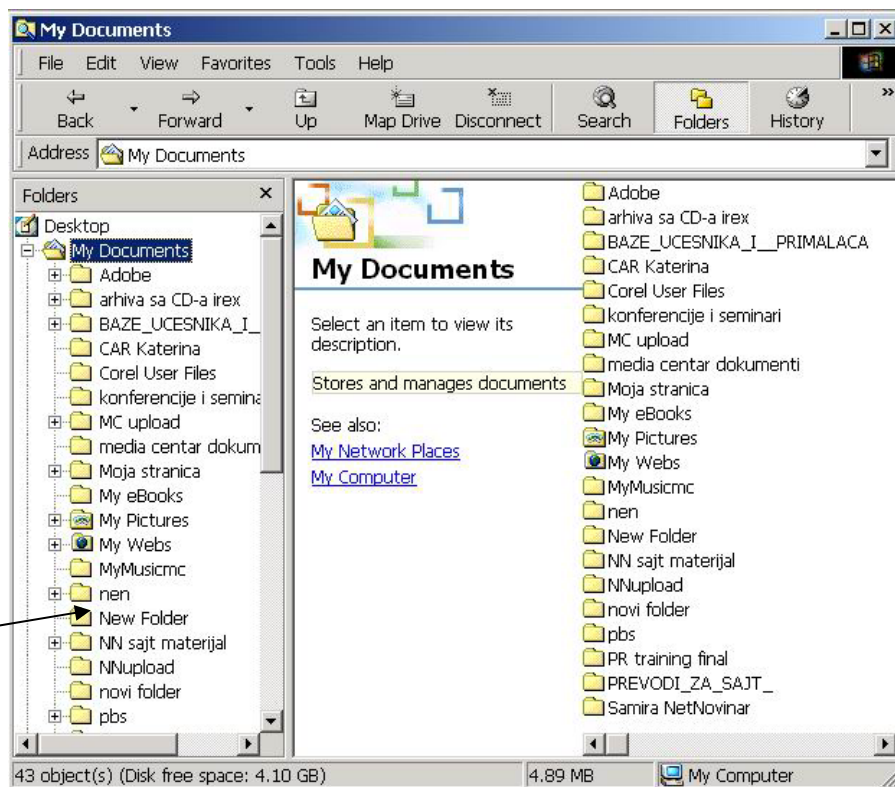 My Documents
File Edit View Favorites Tools Help
Back Forward Up Map Drive Disconnect Search Folders History »
Address My Documents
Folders
Desktop
My Documents
Adobe
arhiva sa CD-a irex
BAZE_UCESNIKA_I_
CAR Katerina
Corel User Files
konferencije i semina
MC upload
media centar dokum
Moja stranica
My eBooks
My Pictures
My Webs
MyMusicmc
nen
New Folder
NN sajt materijal
NNupload
novi folder
pbs
My Documents
Select an item to view its
description.
Stores and manages documents
See also:
My Network Places
My Computer
Adobe
arhiva sa CD-a irex
BAZE_UCESNIKA_I__PRIMALACA
CAR Katerina
Corel User Files
konferencije i seminari
MC upload
media centar dokumenti
Moja stranica
My eBooks
My Pictures
My Webs
MyMusicmc
nen
New Folder
NN sajt materijal
NNupload
novi folder
pbs
PR training final
PREVODI_ZA_SAJT_
Samira NetNovinar
43 object(s) (Disk free space: 4.10 GB) 4.89 MB My Computer